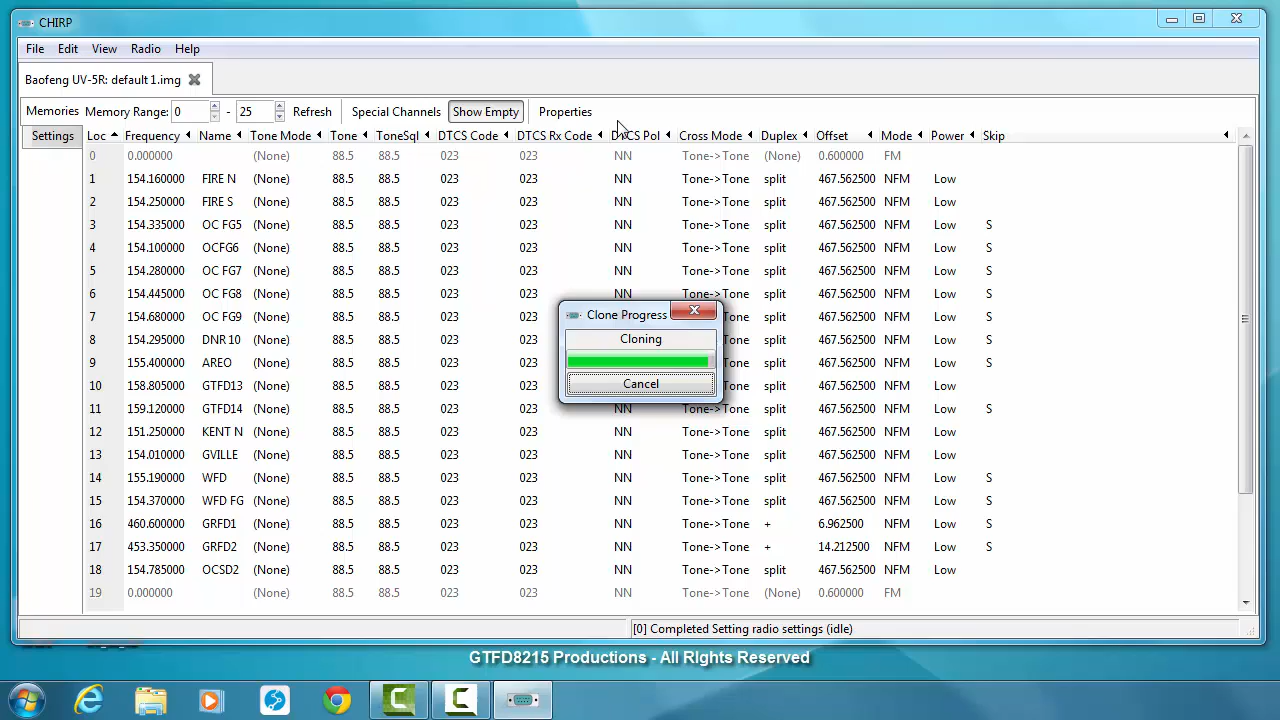 CHIRP
File Edit View Radio Help
Baofeng UV-5R: default 1.img
Memories Memory Range: 0 - 25 Refresh Special Channels Show Empty Properties
Settings Loc Frequency Name Tone Mode Tone ToneSql DTCS Code DTCS Rx Code DTCS Pol Cross Mode Duplex Offset Mode Power Skip
0 0.000000 (None) 88.5 88.5 023 023 NN Tone->Tone (None) 0.600000 FM
1 154.160000 FIRE N (None) 88.5 88.5 023 023 NN Tone->Tone split 467.562500 NFM Low
2 154.250000 FIRE S (None) 88.5 88.5 023 023 NN Tone->Tone split 467.562500 NFM Low
3 154.335000 OC FG5 (None) 88.5 88.5 023 023 NN Tone->Tone split 467.562500 NFM Low S
4 154.100000 OCFG6 (None) 88.5 88.5 023 023 NN Tone->Tone split 467.562500 NFM Low S
5 154.280000 OC FG7 (None) 88.5 88.5 023 023 NN Tone->Tone split 467.562500 NFM Low S
6 154.445000 OC FG8 (None) 88.5 88.5 023 023 NN Tone->Tone split 467.562500 NFM Low S
7 154.680000 OC FG9 (None) 88.5 88.5 023 023 Tone split 467.562500 NFM Low S
8 154.295000 DNR 10 (None) 88.5 88.5 023 023 Tone split 467.562500 NFM Low S
9 155.400000 AREO (None) 88.5 88.5 023 023 Tone split 467.562500 NFM Low S
10 158.805000 GTFD13 (None) 88.5 88.5 023 023 Tone split 467.562500 NFM Low
11 159.120000 GTFD14 (None) 88.5 88.5 023 023 NN Tone->Tone split 467.562500 NFM Low S
12 151.250000 KENT N (None) 88.5 88.5 023 023 NN Tone->Tone split 467.562500 NFM Low
13 154.010000 GVILLE (None) 88.5 88.5 023 023 NN Tone->Tone split 467.562500 NFM Low
14 155.190000 WFD (None) 88.5 88.5 023 023 NN Tone->Tone split 467.562500 NFM Low S
15 154.370000 WFD FG (None) 88.5 88.5 023 023 NN Tone->Tone split 467.562500 NFM Low S
16 460.600000 GRFD1 (None) 88.5 88.5 023 023 NN Tone->Tone + 6.962500 NFM Low S
17 453.350000 GRFD2 (None) 88.5 88.5 023 023 NN Tone->Tone + 14.212500 NFM Low S
18 154.785000 OCSD2 (None) 88.5 88.5 023 023 NN Tone->Tone split 467.562500 NFM Low
19 0.000000 (None) 88.5 88.5 023 023 NN Tone->Tone (None) 0.600000 FM
Clone Progress
Cloning
Cancel
[0] Completed Setting radio settings (idle)
GTFD8215 Productions - All Rights Reserved